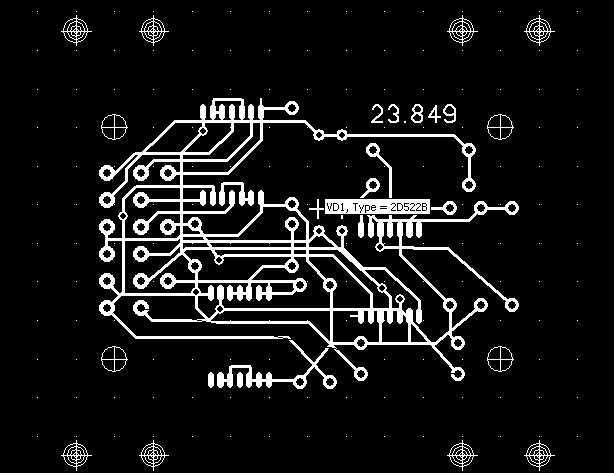 23.849
VD1, Type = 2D522B